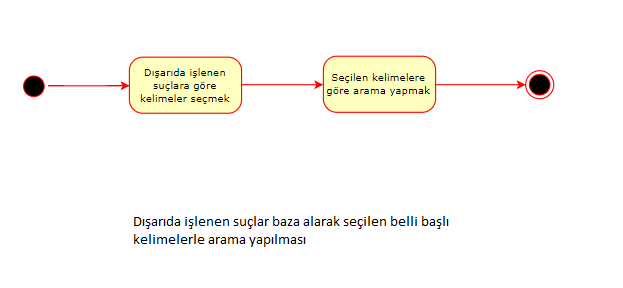 Dışarıda işlenen
suçlara göre
kelimeler seçmek
Seçilen kelimelere
göre arama yapmak
Dışarıda işlenen suçlar baza alarak seçilen belli başlı
kelimelerle arama yapılması